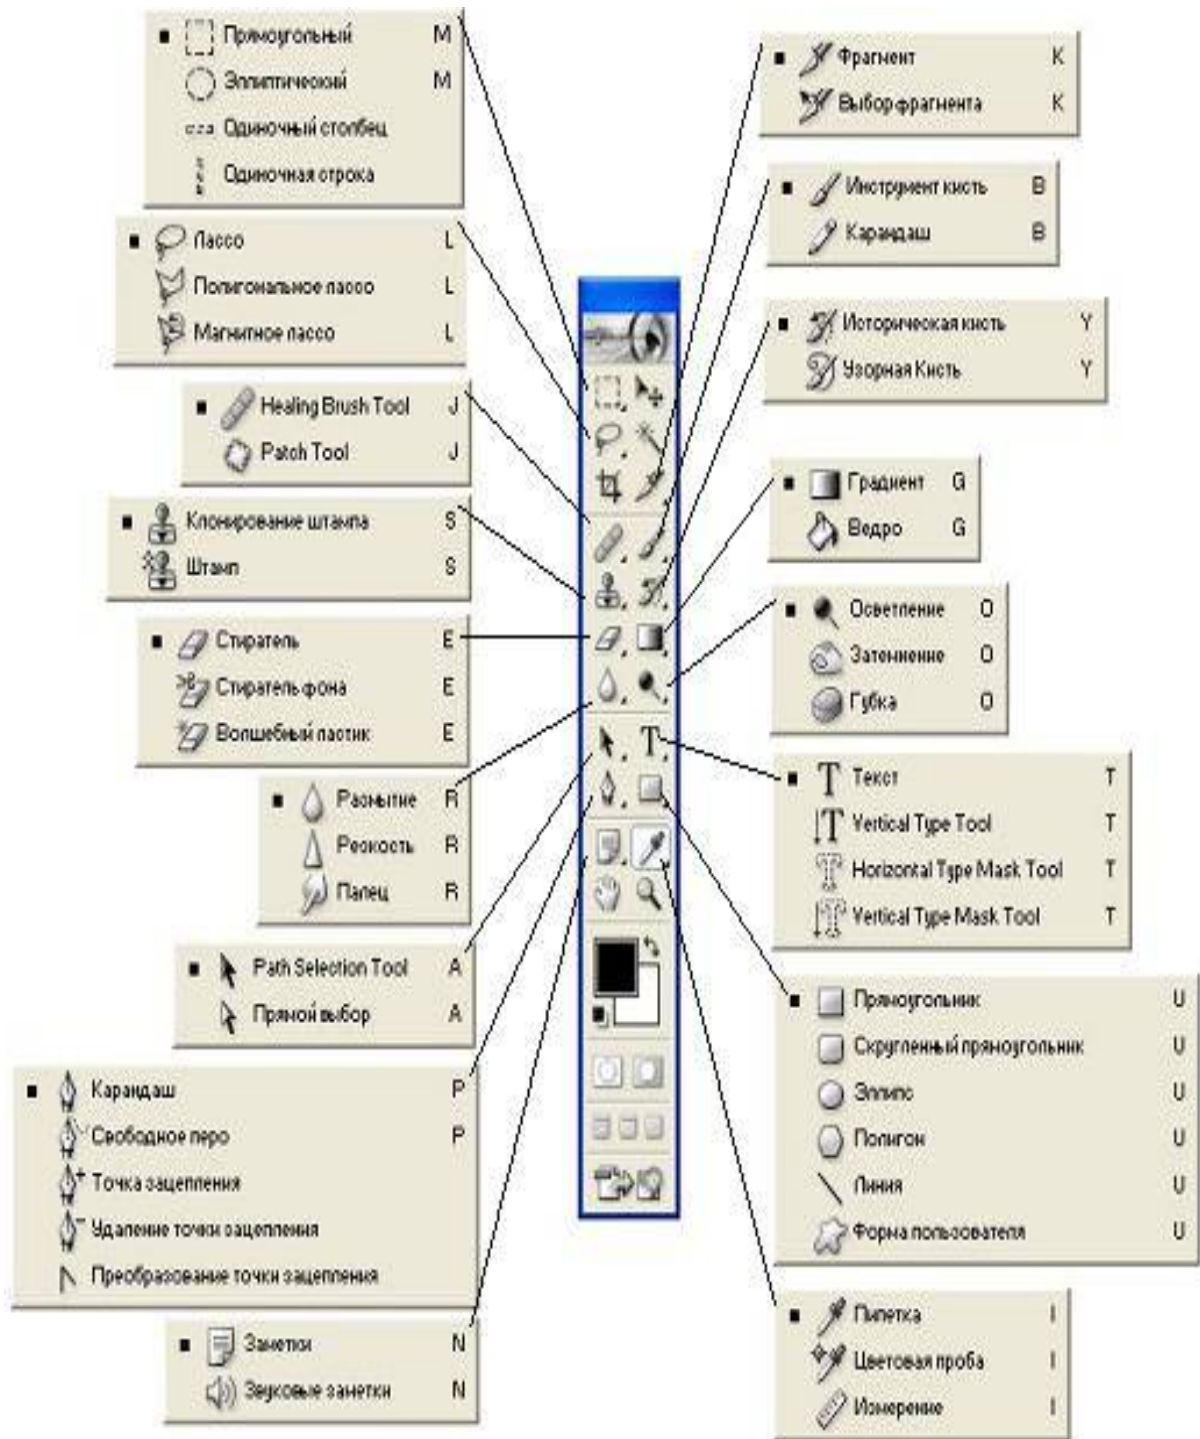 Прямоугольный M
Эллиптический M
Одиночный столбец
Одиночная строка
Лассо L
Полигональное лассо L
Магнитное лассо L
Healing Brush Tool J
Patch Tool J
Клонирование штампа S
Штамп S
Стиратель E
Стиратель фона E
Волшебный ластик E
Размытие R
Резкость R
Палец R
Path Selection Tool A
Прямой выбор A
Карандаш P
Свободное перо P
Точка зацепления
Удаление точки зацепления
Преобразование точки зацепления
Заметки N
Звуковые заметки N
T
Фрагмент K
Выбор фрагмента K
Инструмент кисть B
Карандаш B
Историческая кисть Y
Узорная Кисть Y
Градиент G
Ведро G
Осветление O
Затемнение O
Губка O
T Текст T
T Vertical Type Tool T
T Horizontal Type Mask Tool T
T Vertical Type Mask Tool T
Прямоугольник U
Скругленный прямоугольник U
Эллипс U
Полигон U
Линия U
Форма пользователя U
Пипетка I
Цветовая проба I
Измерение I